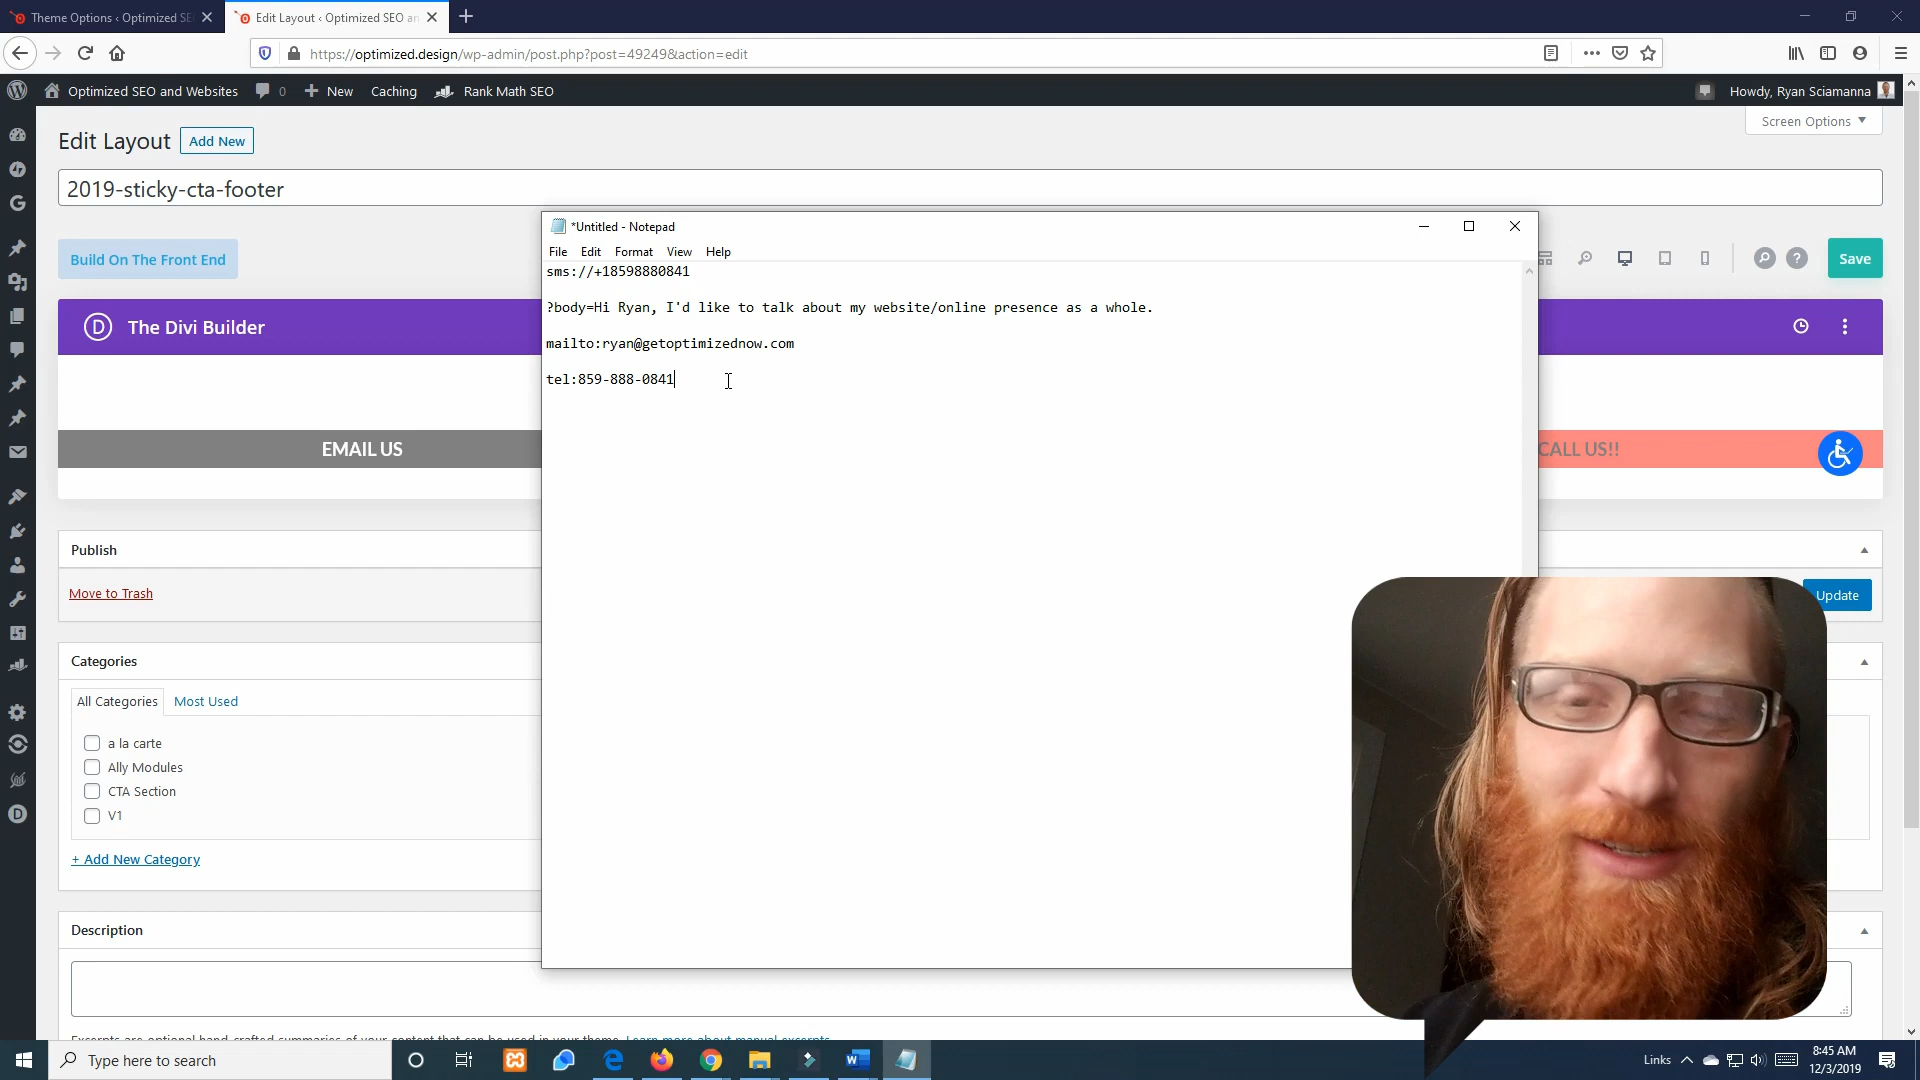 Theme Options ‹ Optimized SE
Edit Layout ‹ Optimized SEO an
https://optimized.design/wp-admin/post.php?post=49249&action=edit
Optimized SEO and Websites
0
New
Caching
Rank Math SEO
Howdy, Ryan Sciamanna
Screen Options
Edit Layout
Add New
2019-sticky-cta-footer
*Untitled - Notepad
File Edit Format View Help
sms://+18598880841
?body=Hi Ryan, I'd like to talk about my website/online presence as a whole.
mailto:ryan@getoptimizednow.com
tel:859-888-0841
Build On The Front End
Save
The Divi Builder
EMAIL US
CALL US!!
Publish
Move to Trash
Update
Categories
All Categories
Most Used
a la carte
Ally Modules
CTA Section
V1
+ Add New Category
Description
Type here to search
Links
8:45 AM
12/3/2019